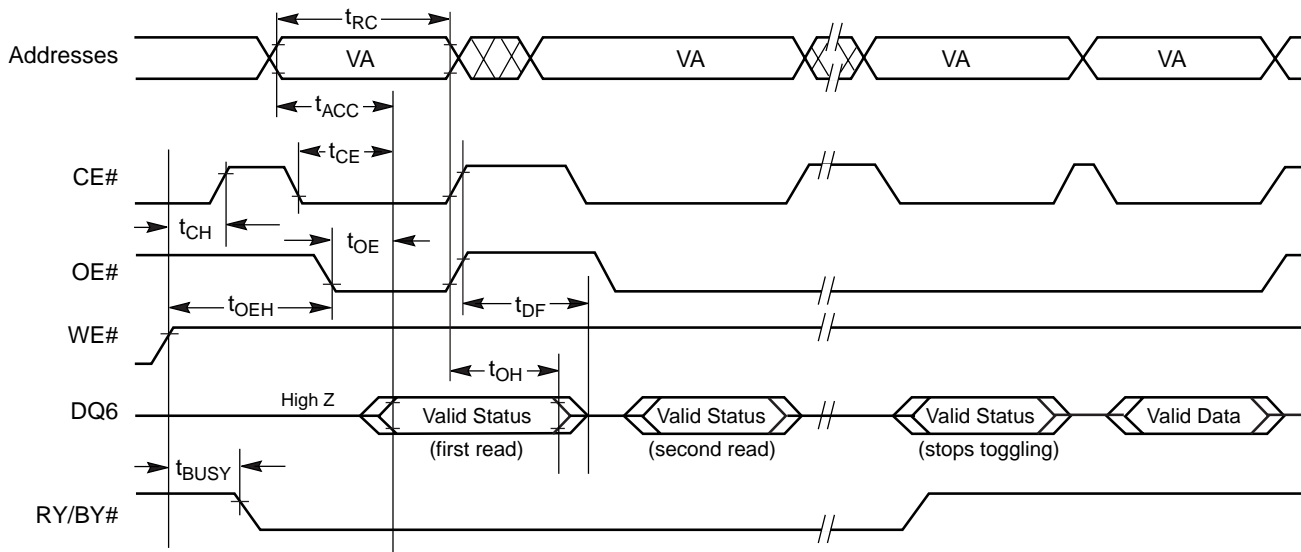 tRC
Addresses VA VA VA VA
tACC
tCE
CE#
tCH
tOE
OE#
tOEH
tDF
WE#
tOH
High Z
DQ6 Valid Status Valid Status Valid Status Valid Data
(first read) (second read) (stops toggling)
tBUSY
RY/BY#